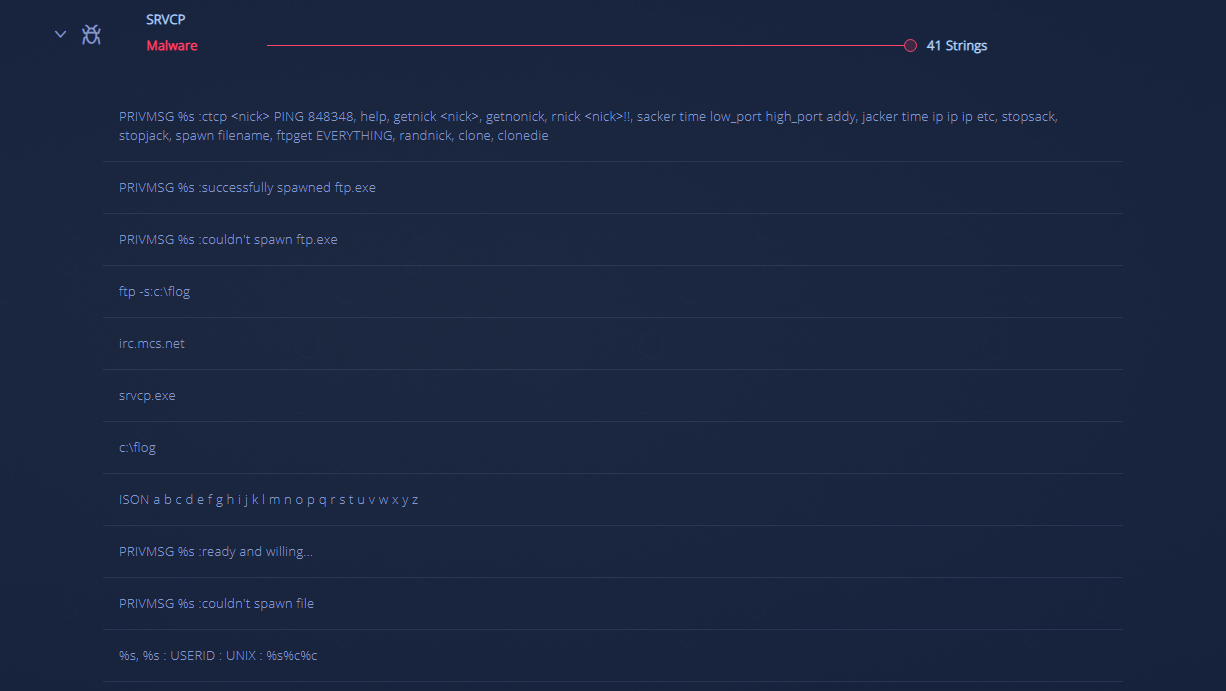 SRVCP
Malware
41 Strings
PRIVMSG %s :ctcp <nick> PING 848348, help, getnick <nick>, getnonick, rnick <nick>!!, sacker time low_port high_port addy, jacker time ip ip ip etc, stopsack,
stopjack, spawn filename, ftpget EVERYTHING, randnick, clone, clonedie
PRIVMSG %s :successfully spawned ftp.exe
PRIVMSG %s :couldn't spawn ftp.exe
ftp -s:c:\flog
irc.mcs.net
srvcp.exe
c:\flog
ISON a b c d e f g h i j k l m n o p q r s t u v w x y z
PRIVMSG %s :ready and willing...
PRIVMSG %s :couldn't spawn file
%s, %s : USERID : UNIX : %s%c%c